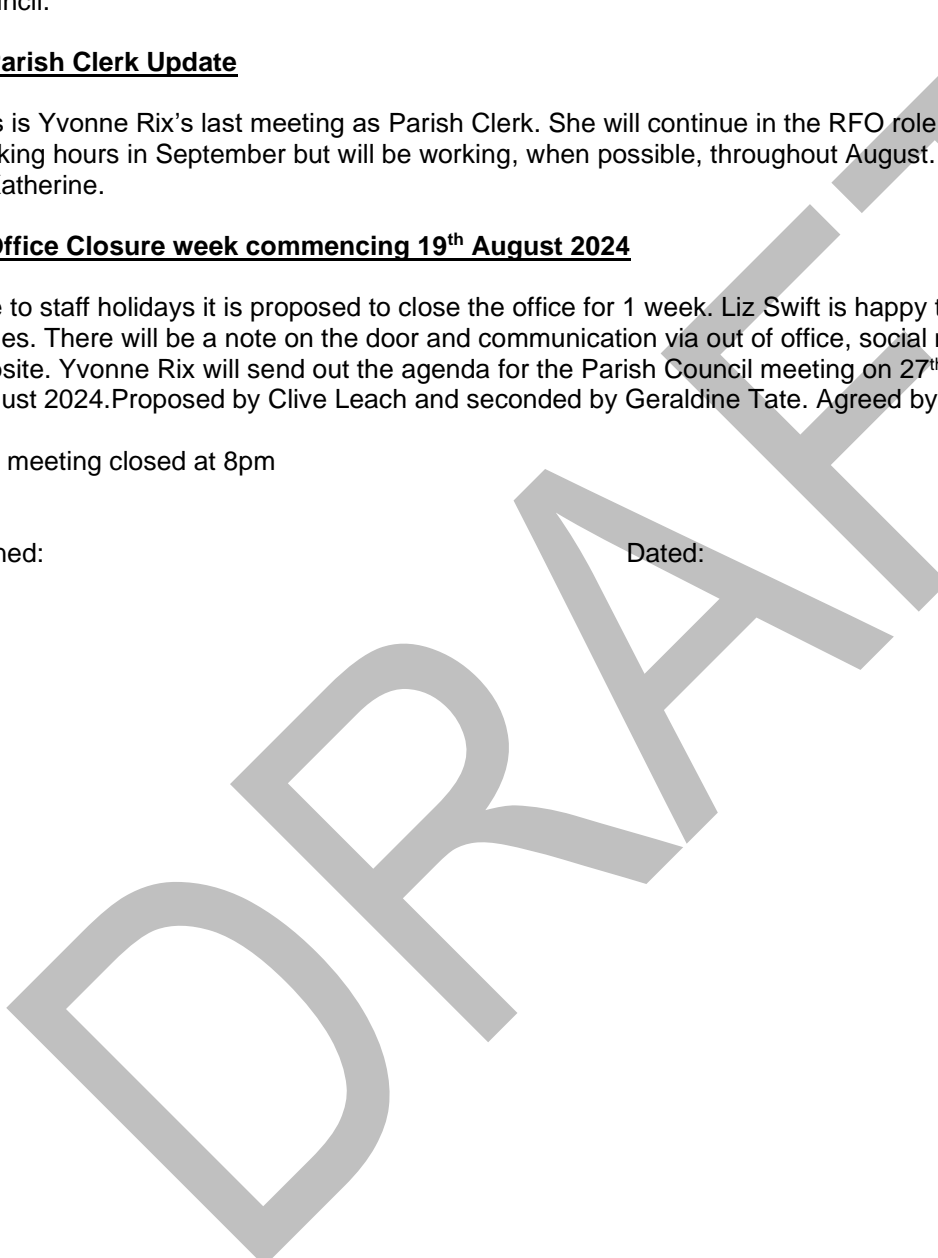 ncil.
arish Clerk Update
s is Yvonne Rix's last meeting as Parish Clerk. She will continue in the RFO role
king hours in September but will be working, when possible, throughout August.
atherine.
ffice Closure week commencing 19th August 2024
e to staff holidays it is proposed to close the office for 1 week. Liz Swift is happy t
es. There will be a note on the door and communication via out of office, social
site. Yvonne Rix will send out the agenda for the Parish Council meeting on 27th
ust 2024.Proposed by Clive Leach and seconded by Geraldine Tate. Agreed by
meeting closed at 8pm
ned: Dated:
DRAFT